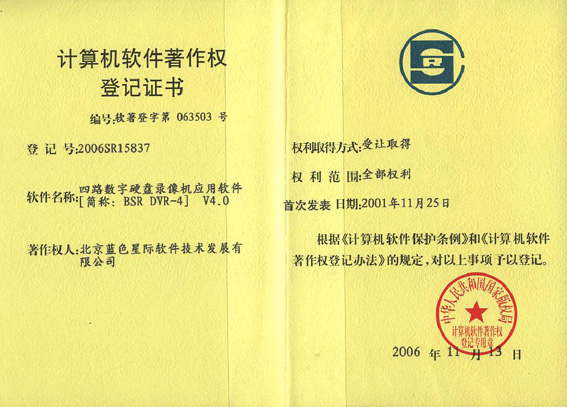 计算机软件著作权
登记证书
编号:软著登字第 063503 号
登 记 号:2006SR15837
软件名称:四路数字硬盘录像机应用软件
[简称: BSR DVR-4] V4.0
著作权人:北京蓝色星际软件技术发展有
限公司
权利取得方式:受让取得
权 利 范 围:全部权利
首次发表日期:2001年11月25日
根据《计算机软件保护条例》和《计算机软件
著作权登记办法》的规定,对以上事项予以登记。
中华人民共和国国家版权局
计算机软件著作权
登记专用章
2006 年 11 月 13 日